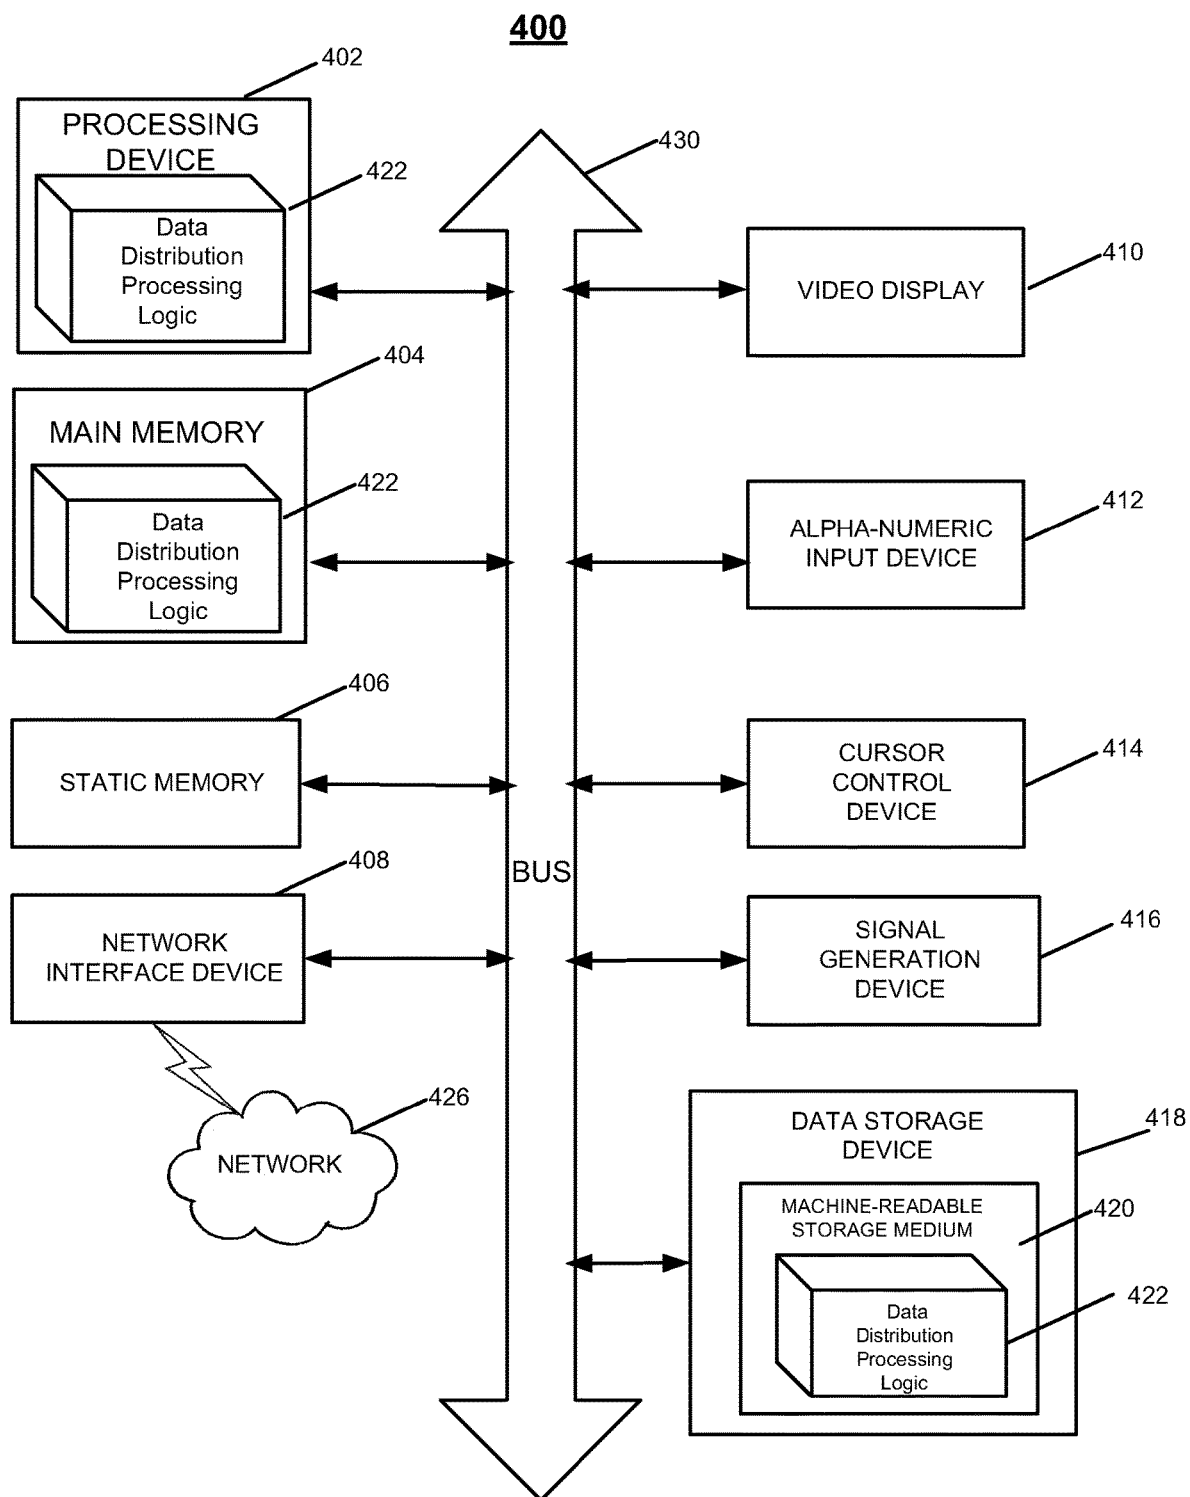 400
402
PROCESSING
DEVICE
422
Data
Distribution
Processing
Logic
404
MAIN MEMORY
422
Data
Distribution
Processing
Logic
406
STATIC MEMORY
408
NETWORK
INTERFACE DEVICE
426
NETWORK
430
BUS
410
VIDEO DISPLAY
412
ALPHA-NUMERIC
INPUT DEVICE
414
CURSOR
CONTROL
DEVICE
416
SIGNAL
GENERATION
DEVICE
418
DATA STORAGE
DEVICE
420
MACHINE-READABLE
STORAGE MEDIUM
422
Data
Distribution
Processing
Logic